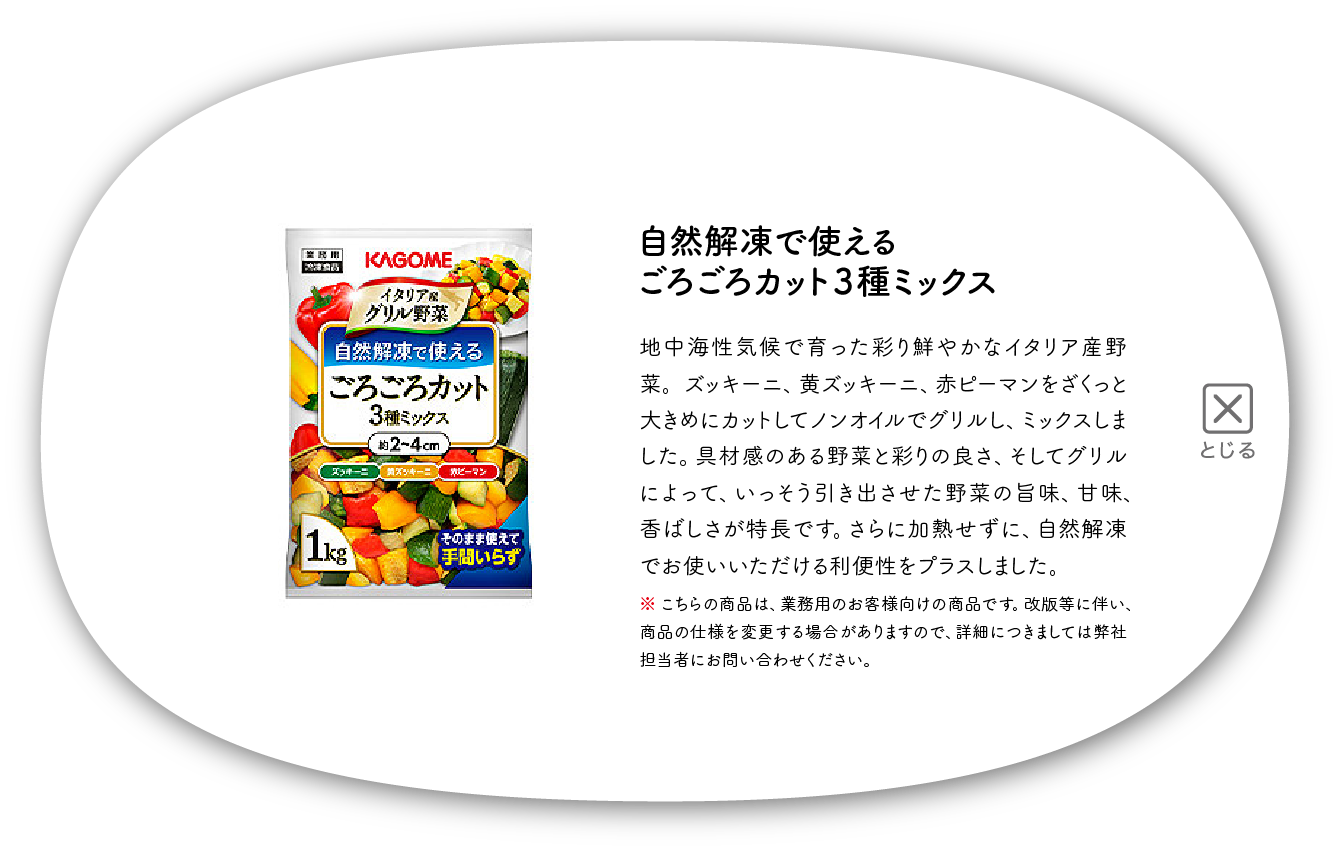 業務用
冷凍食品
KAGOME
イタリア産
グリル野菜
自然解凍で使える
ごろごろカット
3種ミックス
約2~4cm
ズッキーニ 黄ズッキーニ 赤ピーマン
1kg
そのまま使えて
手間いらず
自然解凍で使える
ごろごろカット3種ミックス
地中海性気候で育った彩り鮮やかなイタリア産野
菜。ズッキーニ、黄ズッキーニ、赤ピーマンをざくっと
大きめにカットしてノンオイルでグリルし、ミックスしま
した。具材感のある野菜と彩りの良さ、そしてグリル
によって、いっそう引き出させた野菜の旨味、甘味、
香ばしさが特長です。さらに加熱せずに、自然解凍
でお使いいただける利便性をプラスしました。
※ こちらの商品は、業務用のお客様向けの商品です。改版等に伴い、
商品の仕様を変更する場合がありますので、詳細につきましては弊社
担当者にお問い合わせください。
とじる